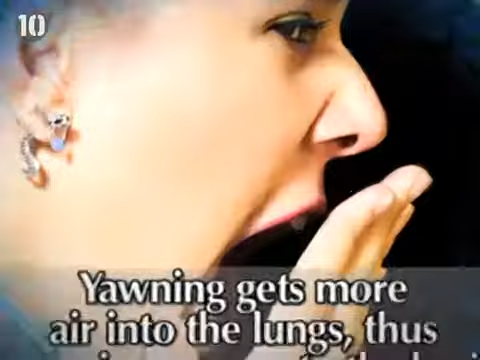 10
Yawning gets more
air into the lungs, thus